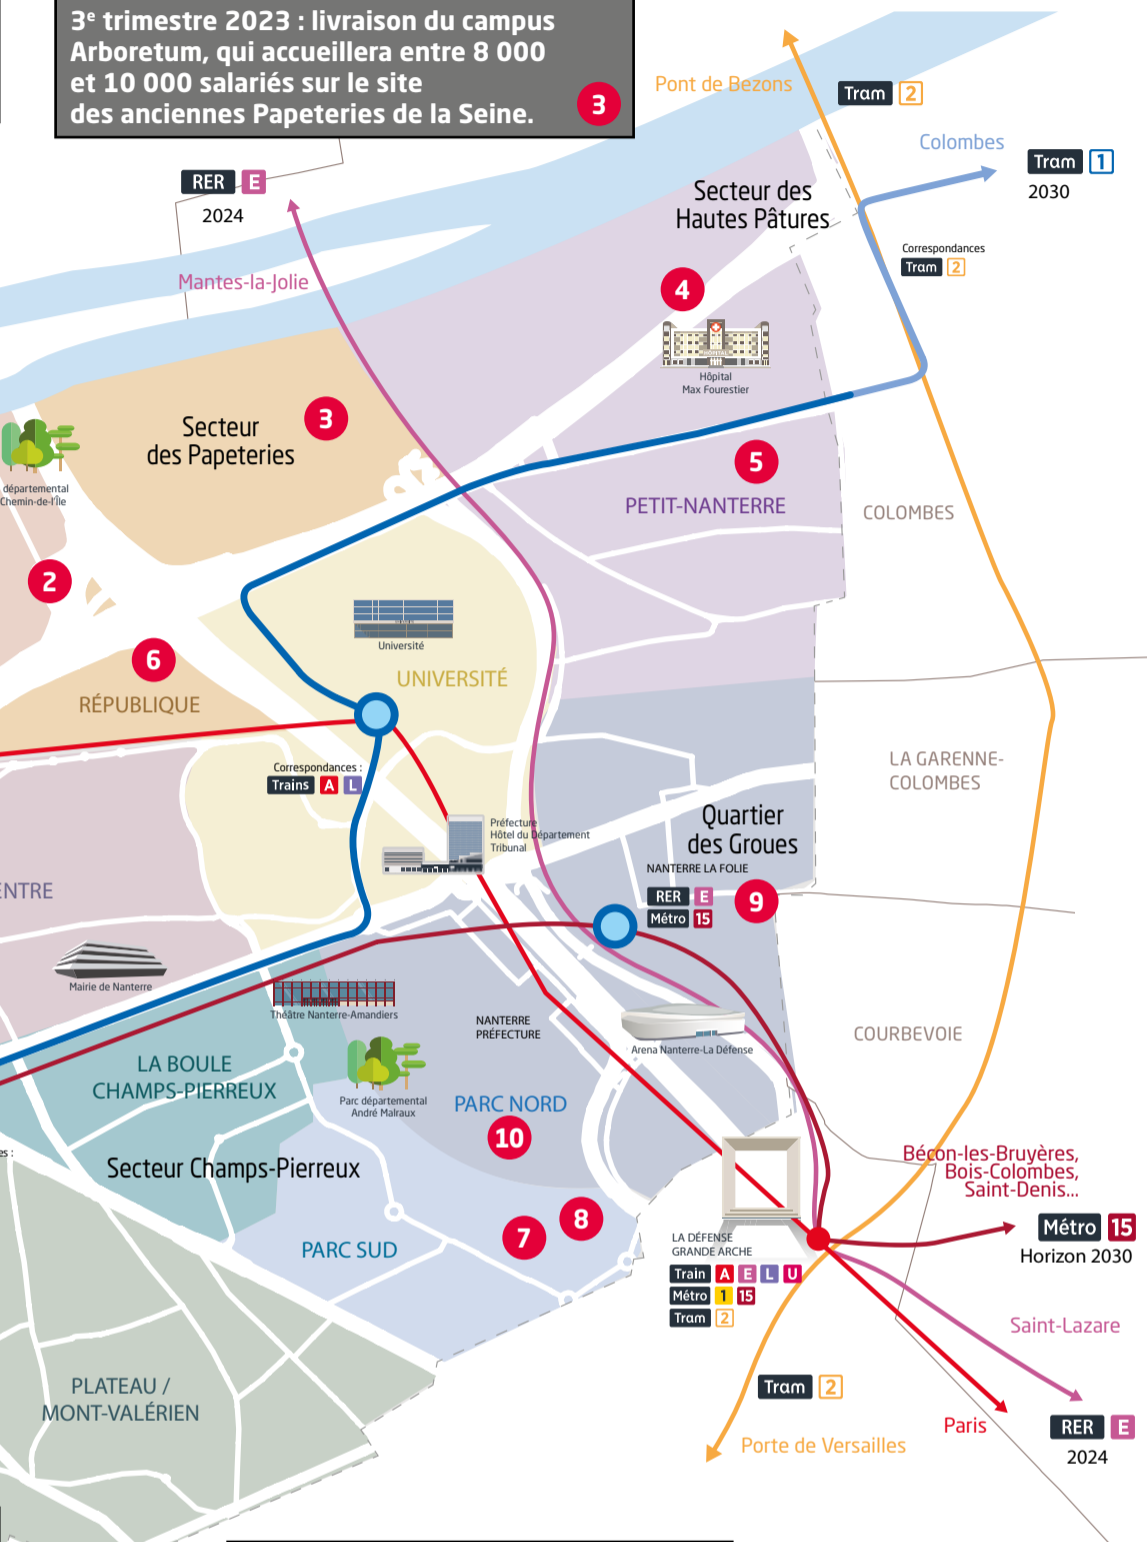 3e trimestre 2023 : livraison du campus
Arboretum, qui accueillera entre 8 000
et 10 000 salariés sur le site
des anciennes Papeteries de la Seine.
3
Pont de Bezons
Tram 2
Colombes
Tram 1
2030
RER E
2024
Secteur des
Hautes Pâtures
Correspondances
Tram 2
Mantes-la-Jolie
4
HÔPITAL
Hôpital
Max Fourestier
Secteur
des Papeteries
3
départemental
Chemin-de-l'Île
5
PETIT-NANTERRE
COLOMBES
2
Université
6
UNIVERSITÉ
RÉPUBLIQUE
Correspondances :
Trains A L
LA GARENNE-
COLOMBES
Préfecture
Hôtel du Département
Tribunal
Quartier
des Groues
NANTERRE LA FOLIE
RER E
Métro 15
9
ENTRE
Mairie de Nanterre
Théâtre Nanterre-Amandiers
NANTERRE
PRÉFECTURE
Arena Nanterre-La Défense
COURBEVOIE
LA BOULE
CHAMPS-PIERREUX
Parc départemental
André Malraux
PARC NORD
10
es :
Secteur Champs-Pierreux
Bécon-les-Bruyères,
Bois-Colombes,
Saint-Denis...
Métro 15
Horizon 2030
7
8
PARC SUD
LA DÉFENSE
GRANDE ARCHE
Train A E L U
Métro 1 15
Tram 2
Saint-Lazare
PLATEAU /
MONT-VALÉRIEN
Tram 2
Porte de Versailles
Paris
RER E
2024